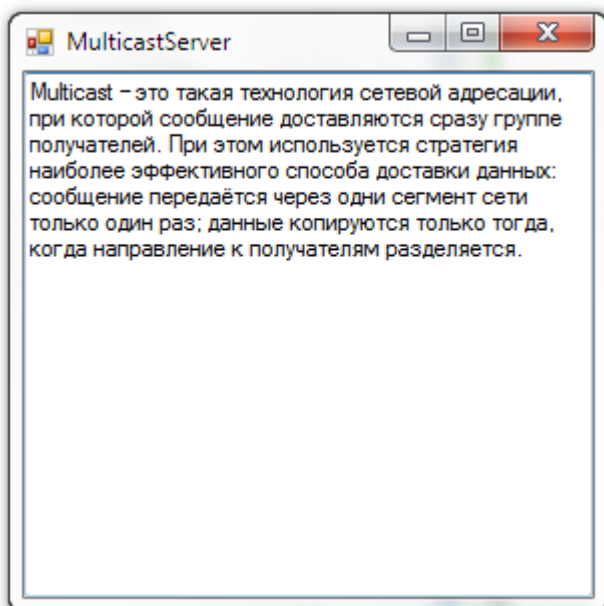 MulticastServer
Multicast – это такая технология сетевой адресации,
при которой сообщение доставляются сразу группе
получателей. При этом используется стратегия
наиболее эффективного способа доставки данных:
сообщение передаётся через одни сегмент сети
только один раз; данные копируются только тогда,
когда направление к получателям разделяется.